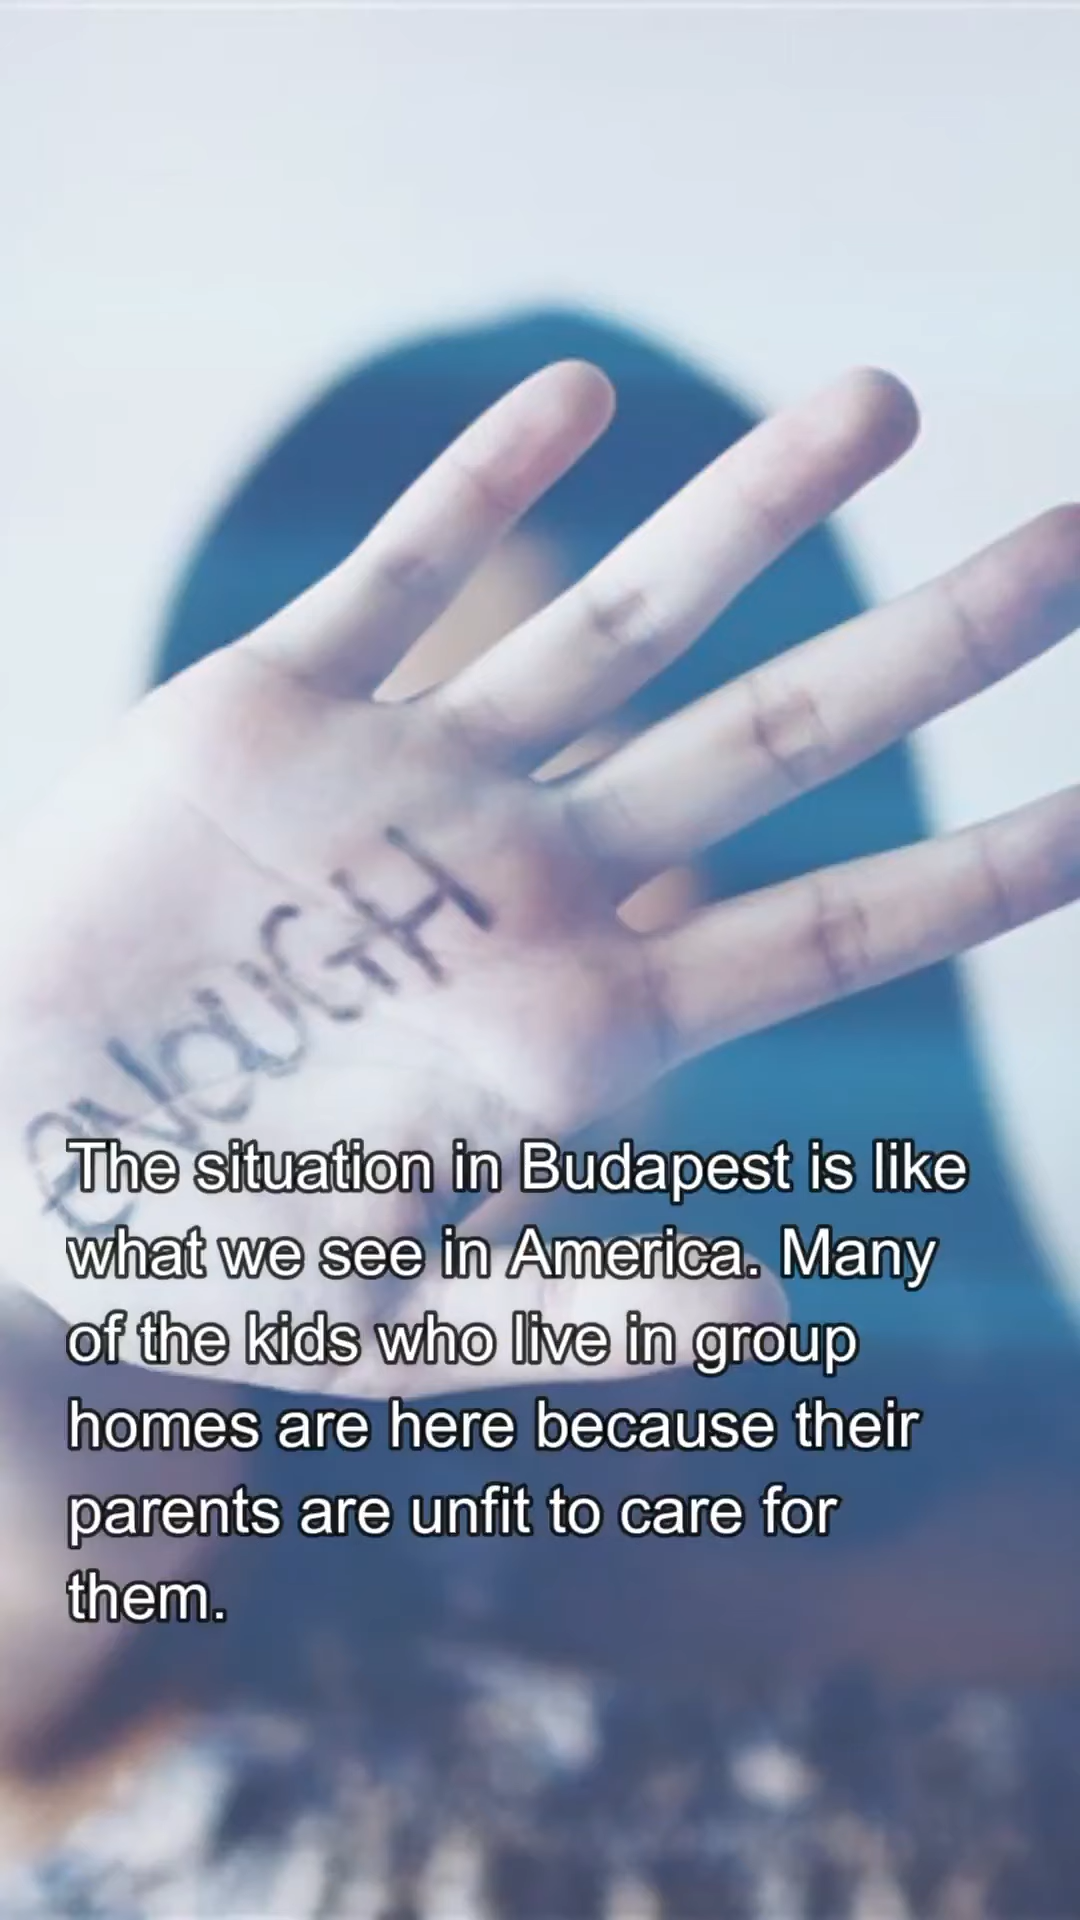 eNOUGH
The situation in Budapest is like
what we see in America. Many
of the kids who live in group
homes are here because their
parents are unfit to care for
them.